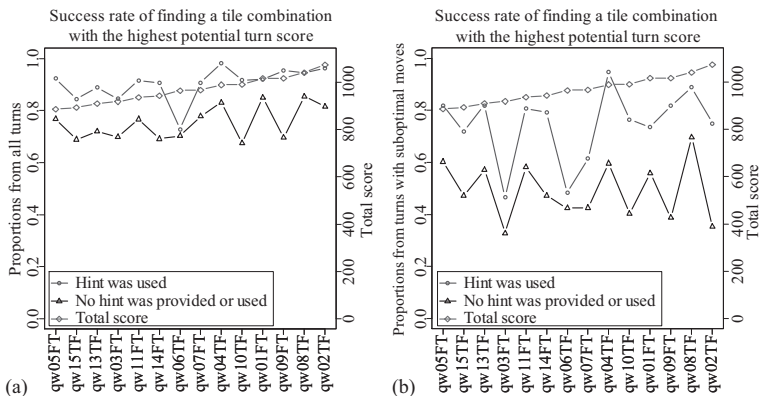 Success rate of finding a tile combination
with the highest potential turn score
Proportions from all turns
0.0 0.2 0.4 0.6 0.8 1.0
Total score
0 200 400 600 800 1000
Hint was used
No hint was provided or used
Total score
qw05FT qw15TF qw13TF qw03FT qw11FT qw14FT qw06TF qw07FT qw04TF qw10TF qw01FT qw09FT qw08TF qw02TF
(a)
Success rate of finding a tile combination
with the highest potential turn score
Proportions from turns with suboptimal moves
0.0 0.2 0.4 0.6 0.8 1.0
Total score
0 200 400 600 800 1000
Hint was used
No hint was provided or used
Total score
qw05FT qw15TF qw13TF qw03FT qw11FT qw14FT qw06TF qw07FT qw04TF qw10TF qw01FT qw09FT qw08TF qw02TF
(b)